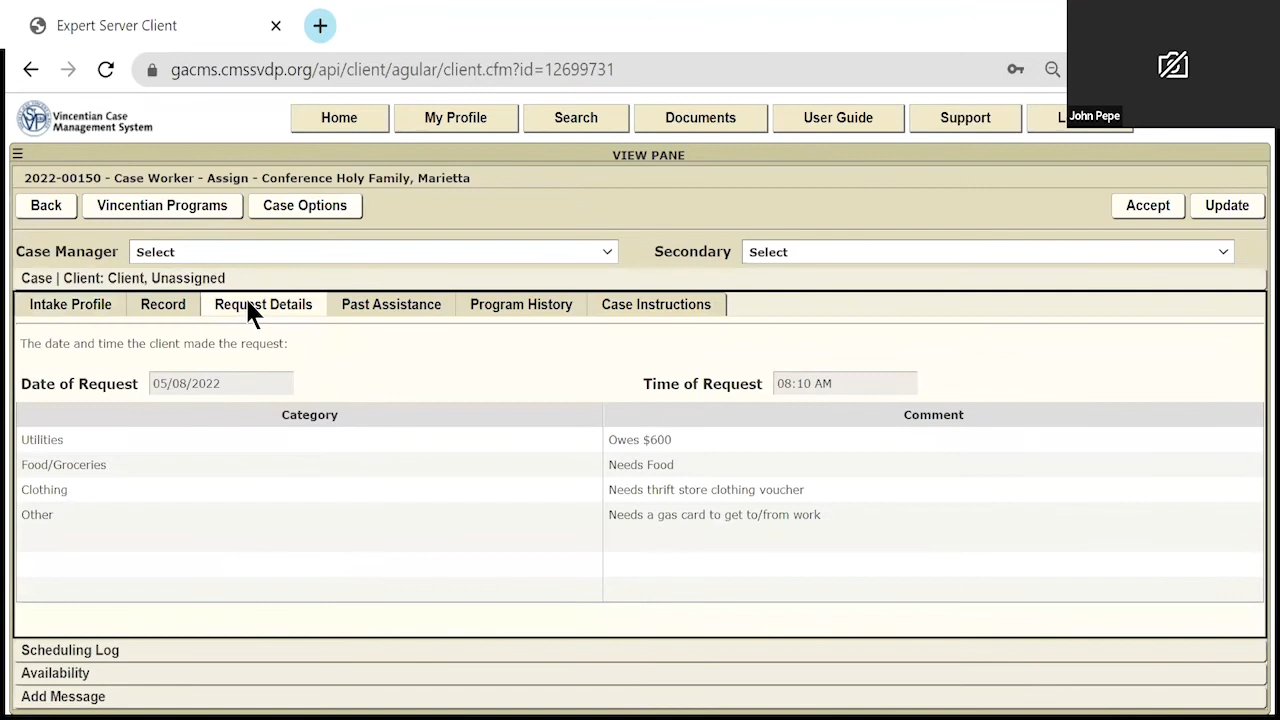 Expert Server Client
gacms.cmssvdp.org/api/client/agular/client.cfm?id=12699731
John Pepe
SVP
Vincentian Case
Management System
Home My Profile Search Documents User Guide Support L
VIEW PANE
2022-00150 - Case Worker - Assign - Conference Holy Family, Marietta
Back Vincentian Programs Case Options Accept Update
Case Manager Select Secondary Select
Case | Client: Client, Unassigned
Intake Profile Record Request Details Past Assistance Program History Case Instructions
The date and time the client made the request:
Date of Request 05/08/2022 Time of Request 08:10 AM
Category Comment
Utilities Owes $600
Food/Groceries Needs Food
Clothing Needs thrift store clothing voucher
Other Needs a gas card to get to/from work
Scheduling Log
Availability
Add Message